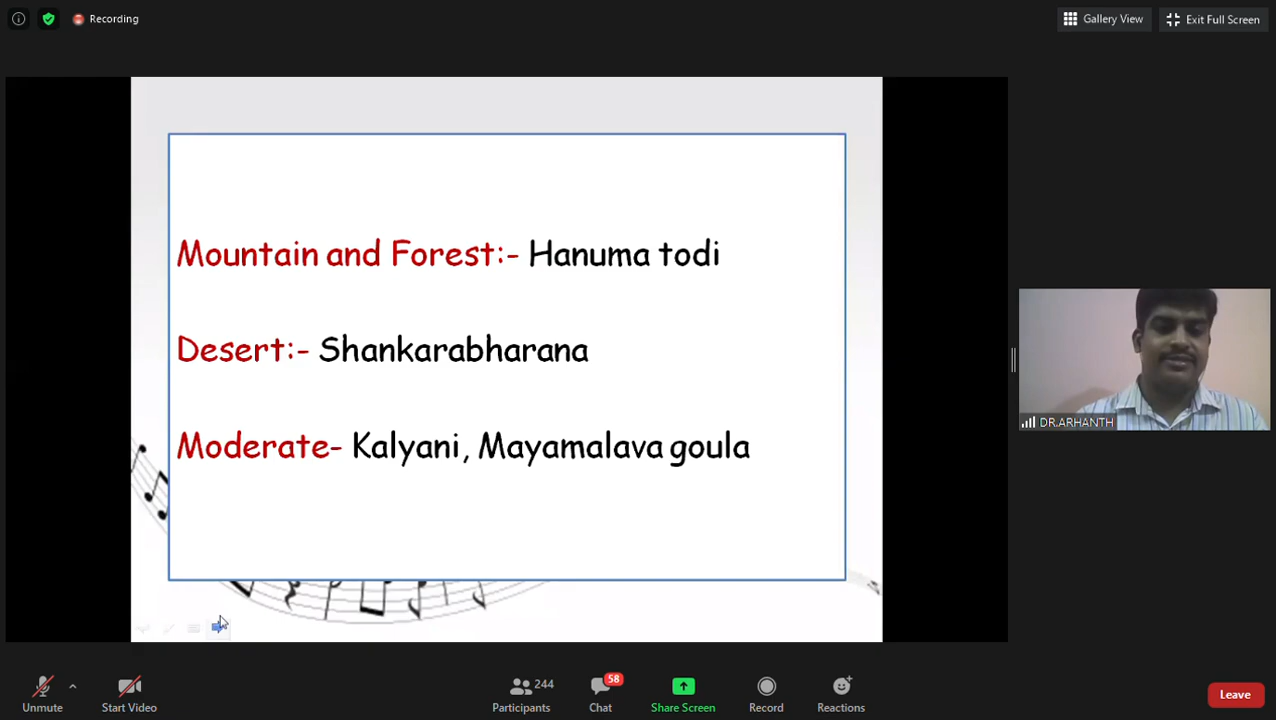 Recording
Gallery View
Exit Full Screen
Mountain and Forest:- Hanuma todi
Desert:- Shankarabharana
Moderate- Kalyani, Mayamalava goula
DR.ARHANTH
Unmute
Start Video
244
Participants
58
Chat
Share Screen
Record
Reactions
Leave